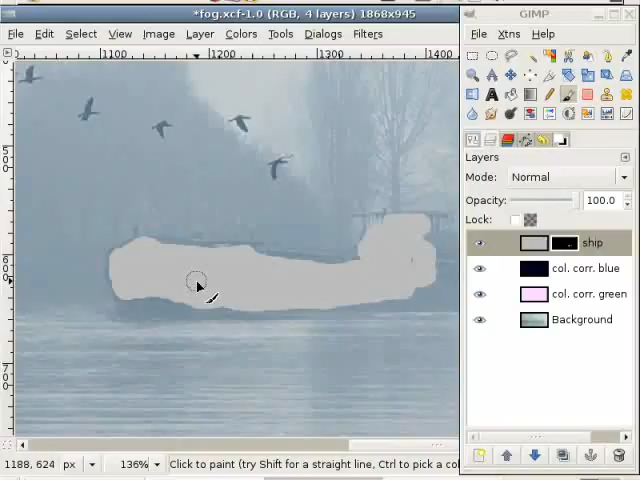 *fog.xcf-1.0 (RGB, 4 layers) 1868x945
GIMP
File Edit Select View Image Layer Colors Tools Dialogs Filters
File Xtns Help
1100 1200 1300 1400
500
600
700
Layers
Mode: Normal
Opacity: 100.0
Lock:
ship
col. corr. blue
col. corr. green
Background
1188, 624 px 136% Click to paint (try Shift for a straight line, Ctrl to pick a col